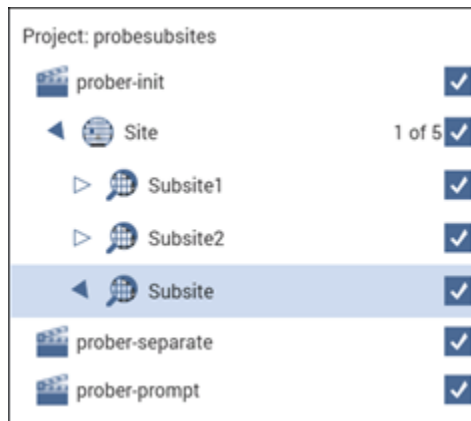 Project: probesubsites
prober-init
Site 1 of 5
Subsite1
Subsite2
Subsite
prober-separate
prober-prompt